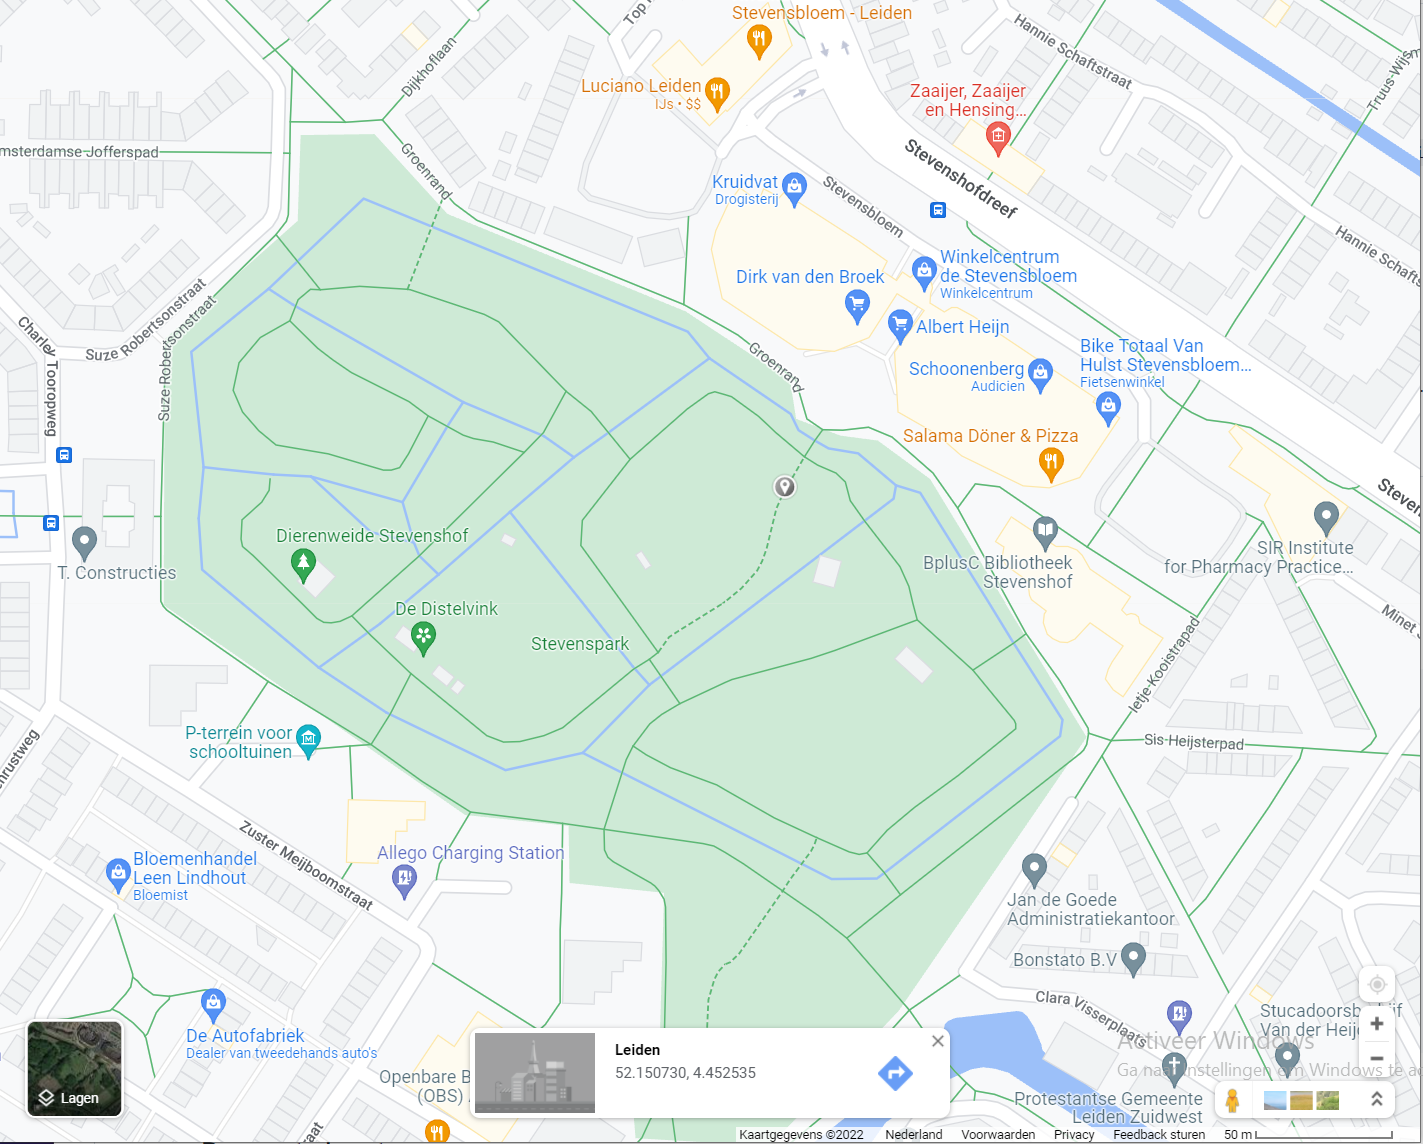 Stevensbloem - Leiden
Top
Dijkhoflaan
Luciano Leiden
IJs • $$
Hannie Schaftstraat
Truus-Wijs
Zaaijer, Zaaijer
en Hensing...
msterdamse-Jofferspad
Groenrand
Stevenshofdreef
Kruidvat
Drogisterij
Stevensbloem
Hannie Schafts
Winkelcentrum
de Stevensbloem
Winkelcentrum
Dirk van den Broek
Albert Heijn
Suze Robertsonstraat
Suze Robertsonstraat
Charley Tooropweg
Groenrand
Bike Totaal Van
Hulst Stevensbloem...
Fietsenwinkel
Schoonenberg
Audicien
Salama Döner & Pizza
Steven
Dierenweide Stevenshof
T. Constructies
BplusC Bibliotheek
Stevenshof
SIR Institute
for Pharmacy Practice...
De Distelvink
Stevenspark
Minet
Ietje-Kooistrapad
P-terrein voor
schooltuinen
Sis-Heijsterpad
enrustweg
Zuster Meijboomstraat
Allego Charging Station
Bloemenhandel
Leen Lindhout
Bloemist
Jan de Goede
Administratiekantoor
Bonstato B.V
Clara Visserplaats
Stucadoorsbedrijf
Van der Heij
De Autofabriek
Dealer van tweedehands auto's
Activeer Windows
Ga naar Instellingen om Windows te ac
Openbare B
(OBS)
Leiden
52.150730, 4.452535
Lagen
Protestantse Gemeente
Leiden Zuidwest
raat
Kaartgegevens ©2022 Nederland Voorwaarden Privacy Feedback sturen 50 m